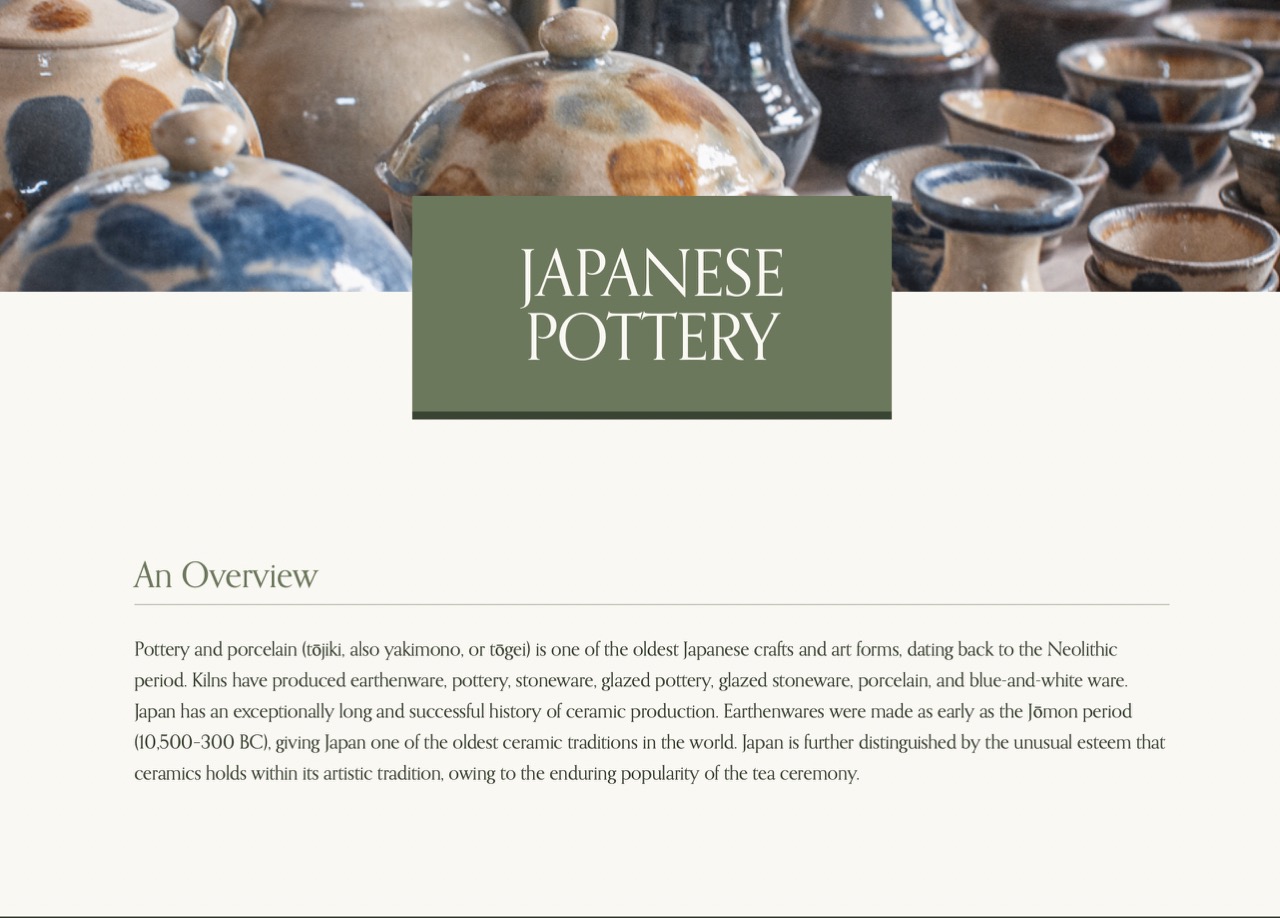 JAPANESE
POTTERY
An Overview
Pottery and porcelain (tōjiki, also yakimono, or tōgei) is one of the oldest Japanese crafts and art forms, dating back to the Neolithic
period. Kilns have produced earthenware, pottery, stoneware, glazed pottery, glazed stoneware, porcelain, and blue-and-white ware.
Japan has an exceptionally long and successful history of ceramic production. Earthenwares were made as early as the Jōmon period
(10,500–300 BC), giving Japan one of the oldest ceramic traditions in the world. Japan is further distinguished by the unusual esteem that
ceramics holds within its artistic tradition, owing to the enduring popularity of the tea ceremony.